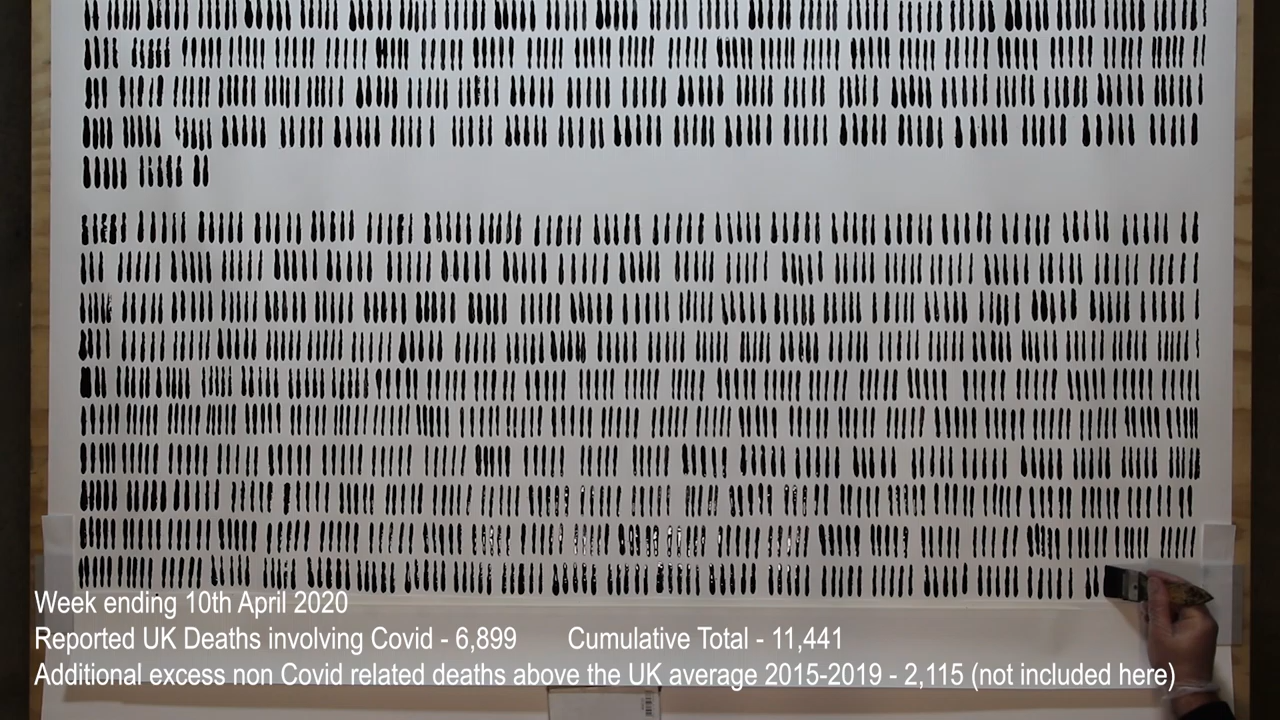 Week ending 10th April 2020
Reported UK Deaths involving Covid - 6,899 Cumulative Total - 11,441
Additional excess non Covid related deaths above the UK average 2015-2019 - 2,115 (not included here)